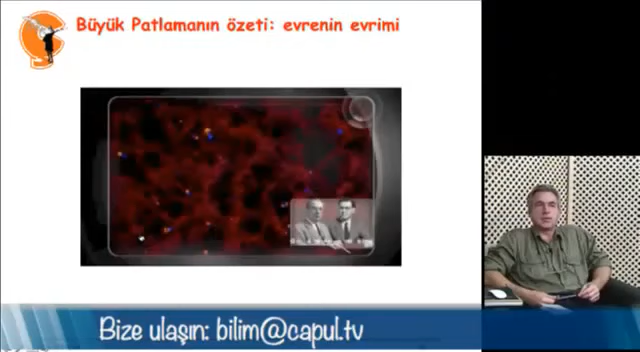 Büyük Patlamanın özeti: evrenin evrimi
Bize ulaşın: bilim@capul.tv